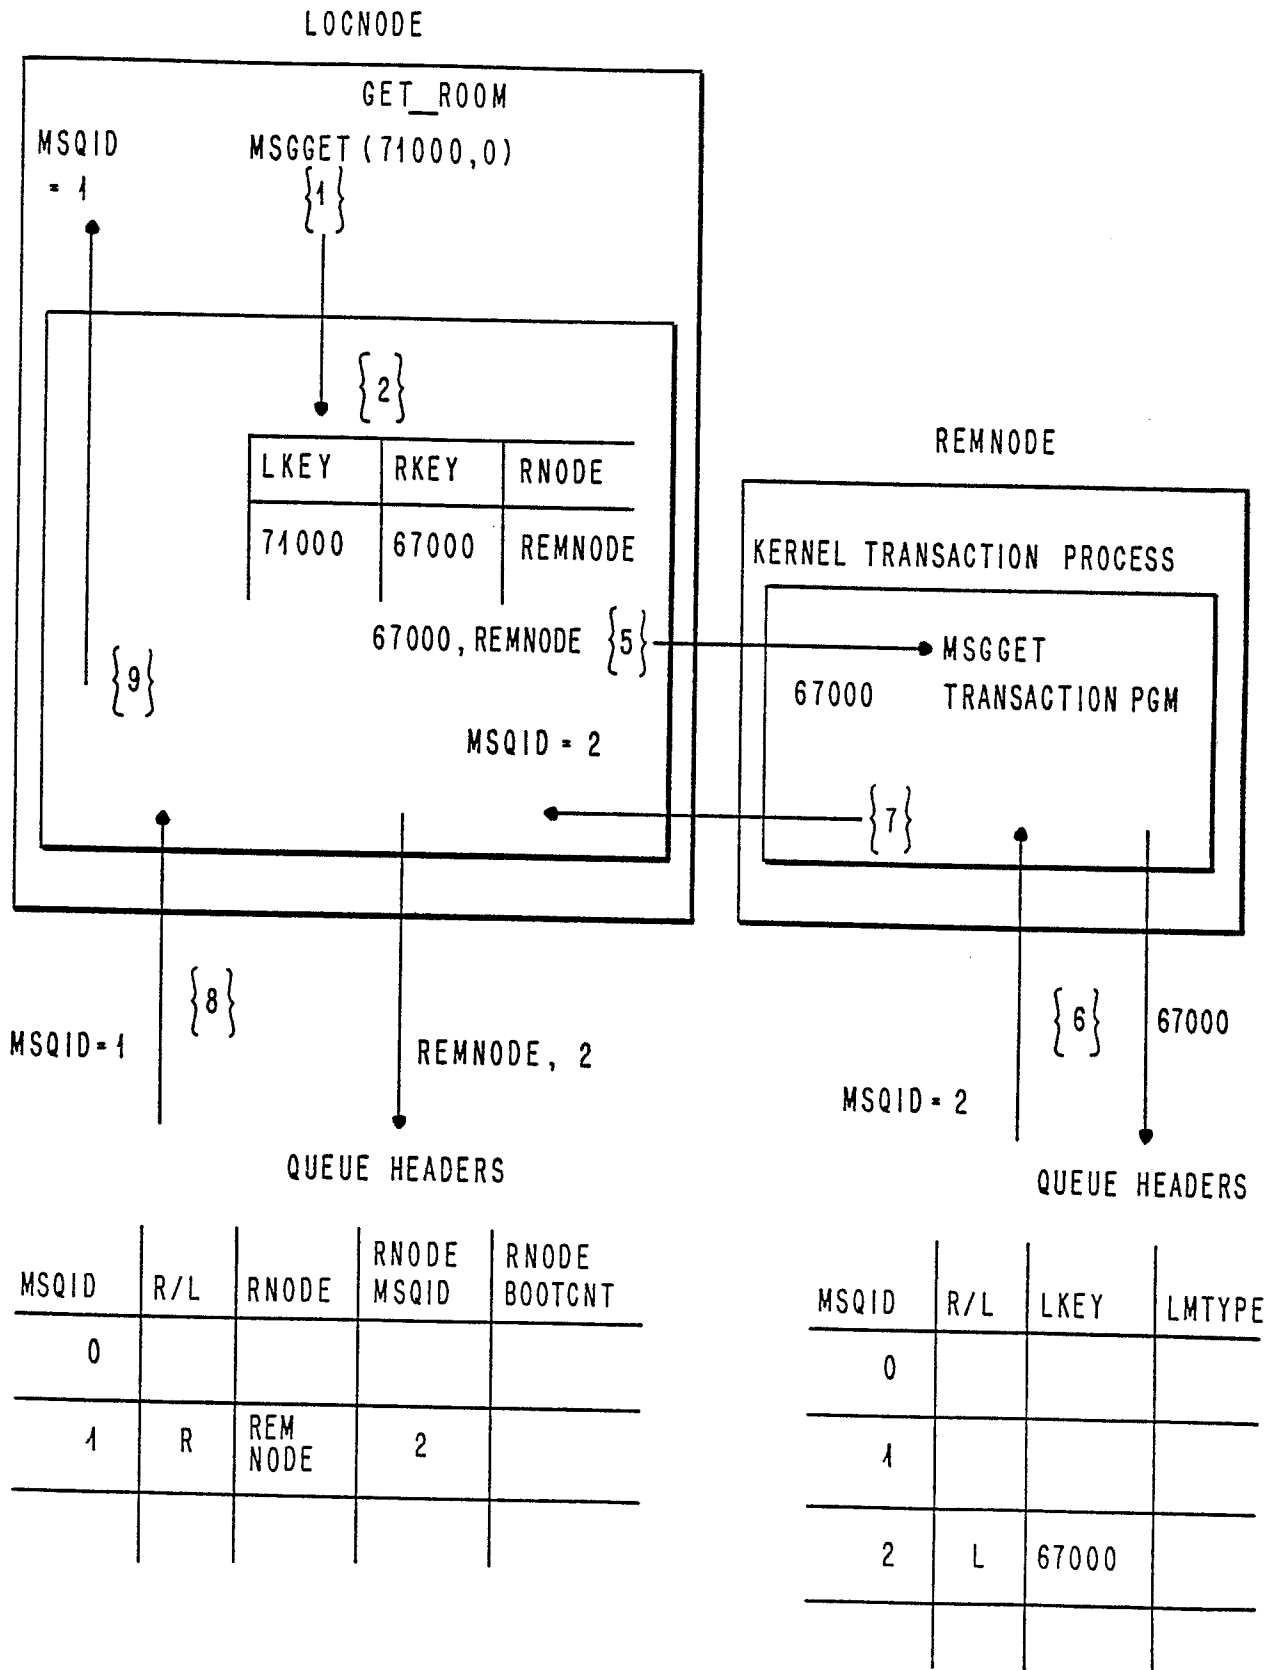 LOCNODE
GET_ROOM
MSQID
= 1
MSGGET (71000,0)
{1}
{2}
LKEY RKEY RNODE
71000 67000 REMNODE
67000, REMNODE {5}
{9}
MSQID = 2
REMNODE
KERNEL TRANSACTION PROCESS
MSGGET
67000 TRANSACTION PGM
{7}
{8}
MSQID=1
REMNODE, 2
{6} 67000
MSQID = 2
QUEUE HEADERS
MSQID R/L RNODE RNODE MSQID RNODE BOOTCNT
0
1 R REM NODE 2
QUEUE HEADERS
MSQID R/L LKEY LMTYPE
0
1
2 L 67000